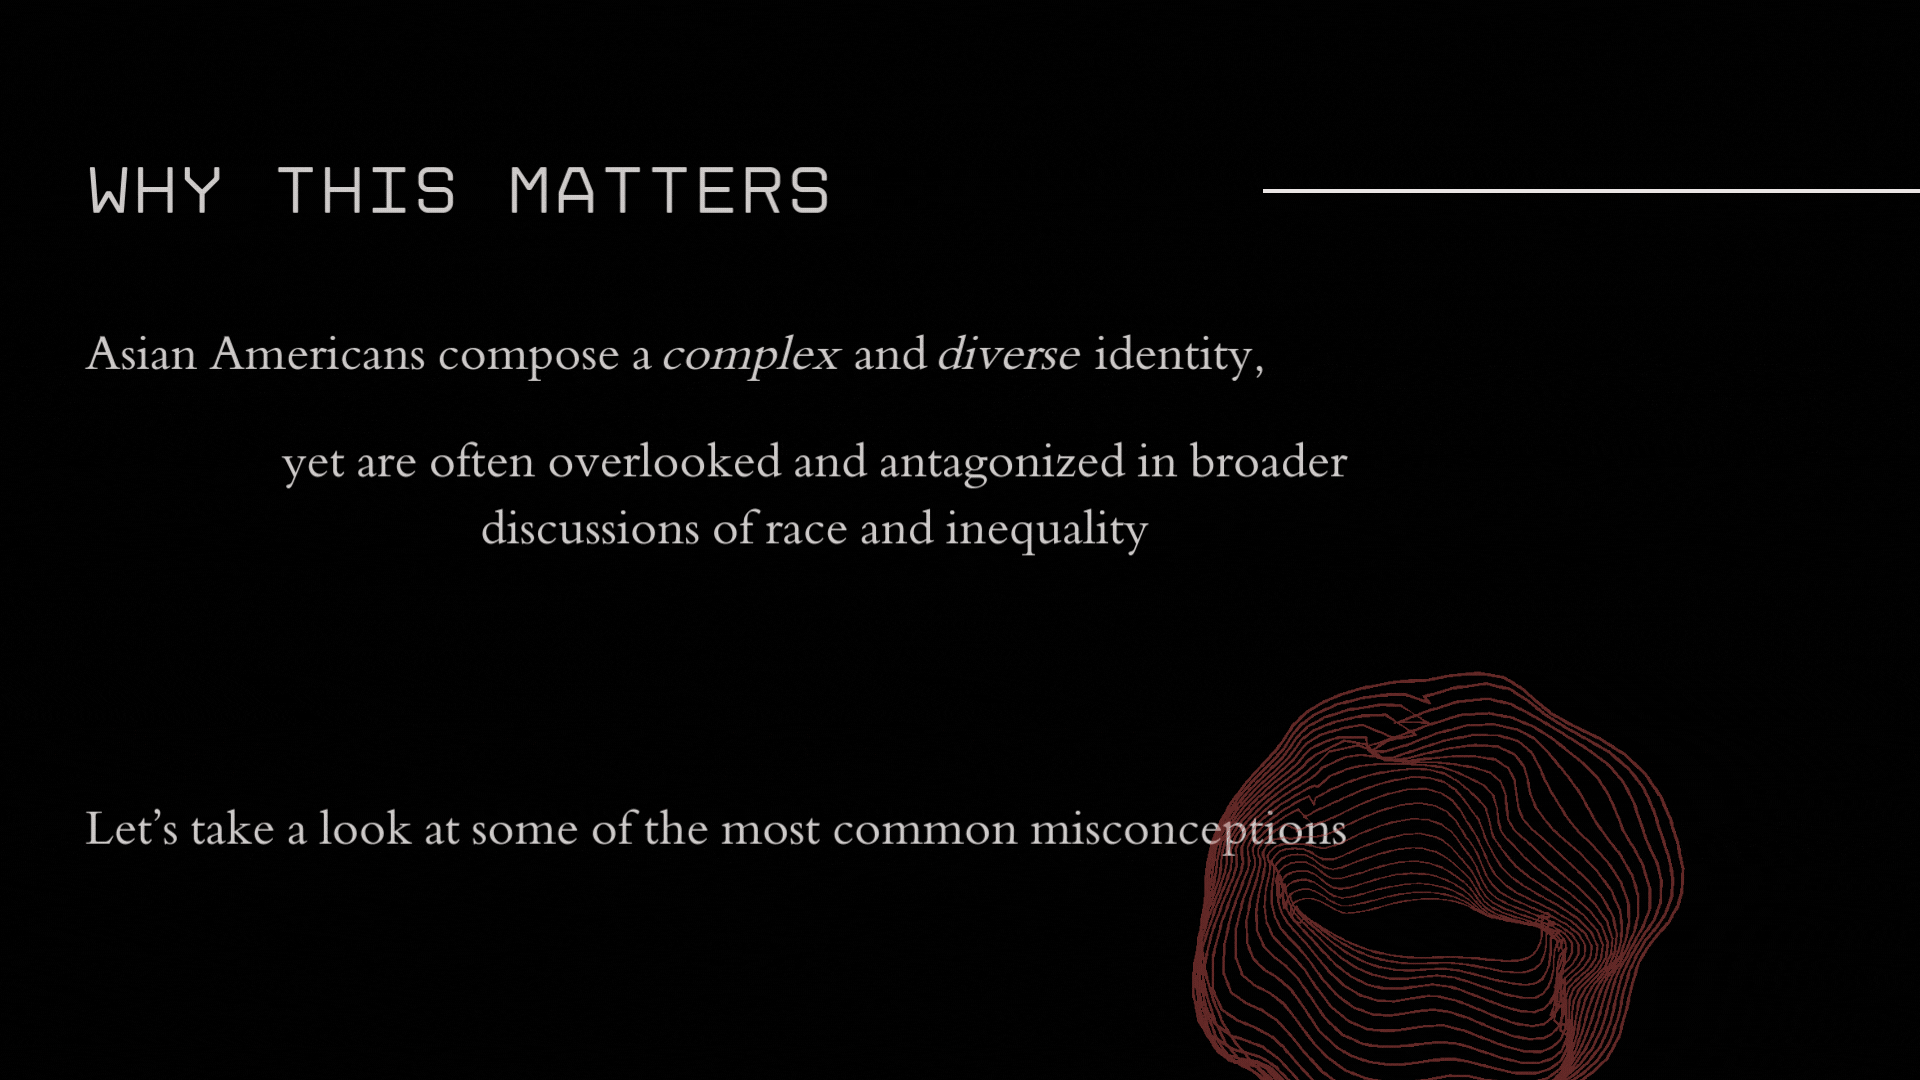 WHY THIS MATTERS
Asian Americans compose a complex and diverse identity,
yet are often overlooked and antagonized in broader
discussions of race and inequality
Let’s take a look at some of the most common misconceptions